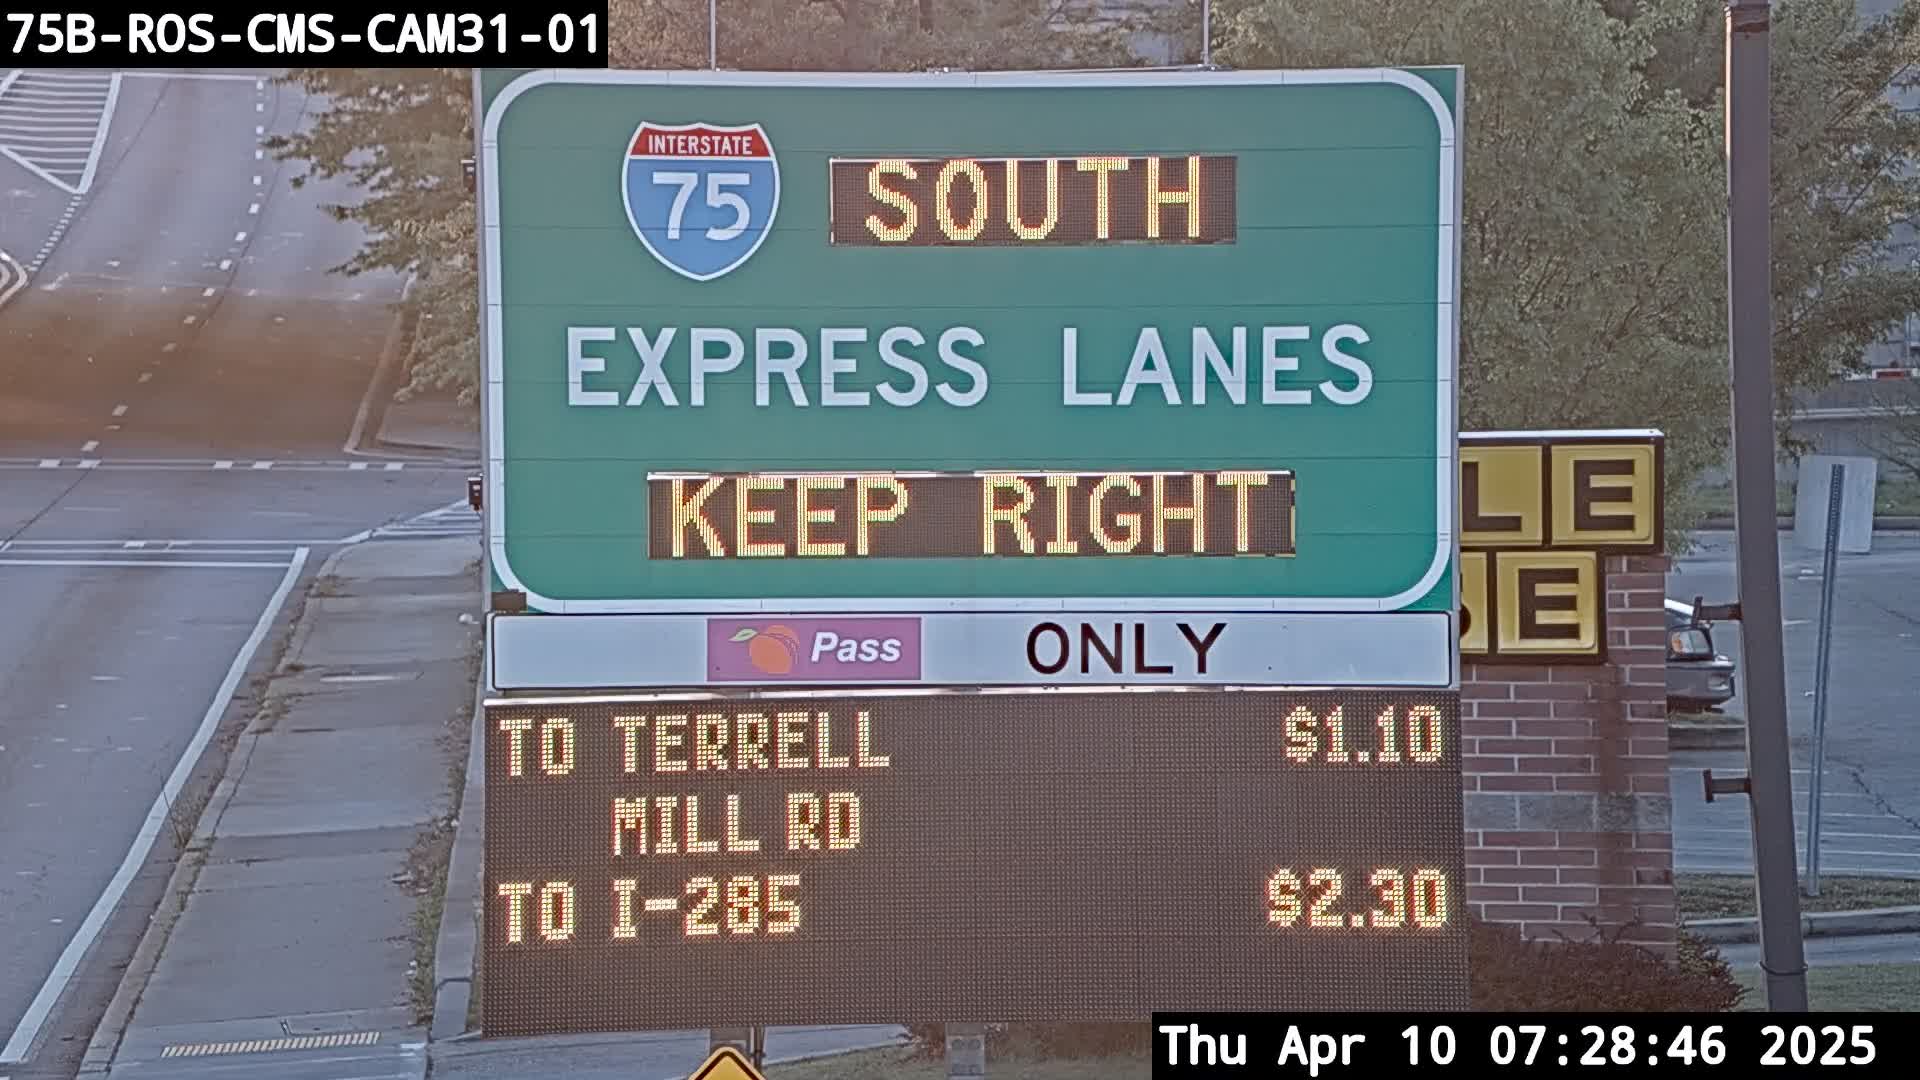 75B-ROS-CMS-CAM31-01
INTERSTATE
75
SOUTH
EXPRESS LANES
KEEP RIGHT
Pass ONLY
TO TERRELL $1.10
MILL RD
TO I-285 $2.30
LE
E
Thu Apr 10 07:28:46 2025